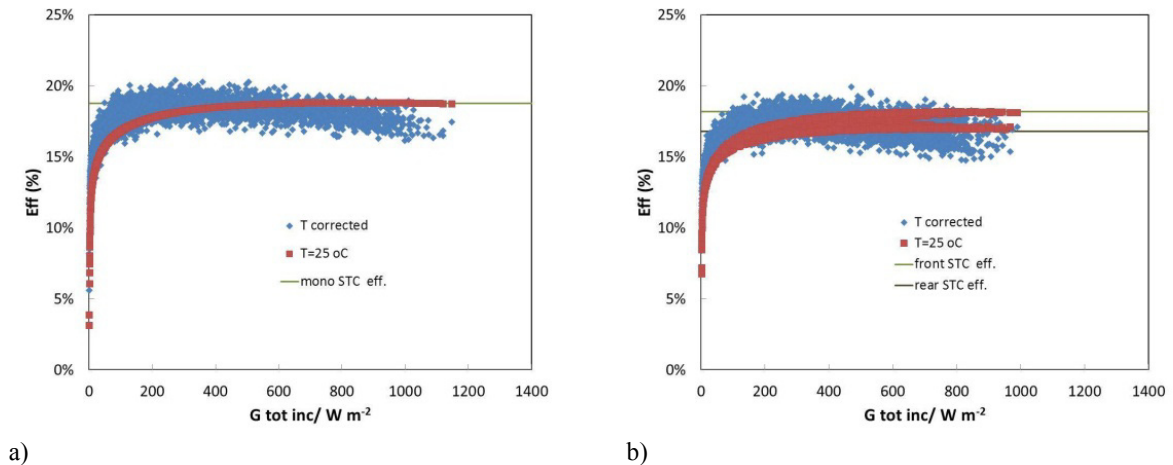 25%
20%
15%
10%
5%
0%
Eff (%)
0 200 400 600 800 1000 1200 1400
G tot inc/ W m-2
T corrected
T=25 oC
mono STC eff.
a)
25%
20%
15%
10%
5%
0%
Eff (%)
0 200 400 600 800 1000 1200 1400
G tot inc/ W m-2
T corrected
T=25 oC
front STC eff.
rear STC eff.
b)